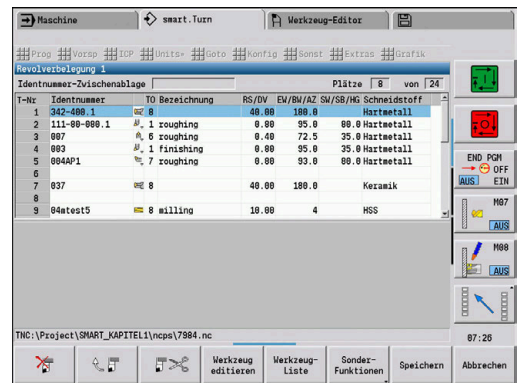 Maschine smart.Turn Werkzeug-Editor
Prog Vorsp ICP Units» Goto Konfig Sonst Extras Grafik
Revolverbelegung 1
Identnummer-Zwischenablage Plätze 8 von 24
T-Nr Identnummer TO Bezeichnung RS/DV EW/BW/AZ SW/SB/HG Schneidstoff
1 342-400.1 8 40.00 180.0 Hartmetall
2 111-80-080.1 1 roughing 0.80 95.0 80.0 Hartmetall
3 007 6 roughing 0.40 72.5 35.0 Hartmetall
4 003 1 finishing 0.80 95.0 35.0 Hartmetall
5 004AP1 7 roughing 0.80 93.0 80.0 Hartmetall
6
7 037 8 40.00 180.0 Keramik
8
9 04mtest5 8 milling 10.00 4 HSS
END PGM
OFF
AUS EIN
M07
AUS
M08
AUS
TNC:\Project\SMART_KAPITEL1\ncps\7984.nc
07:26
Werkzeug editieren Werkzeug-Liste Sonder-Funktionen Speichern Abbrechen